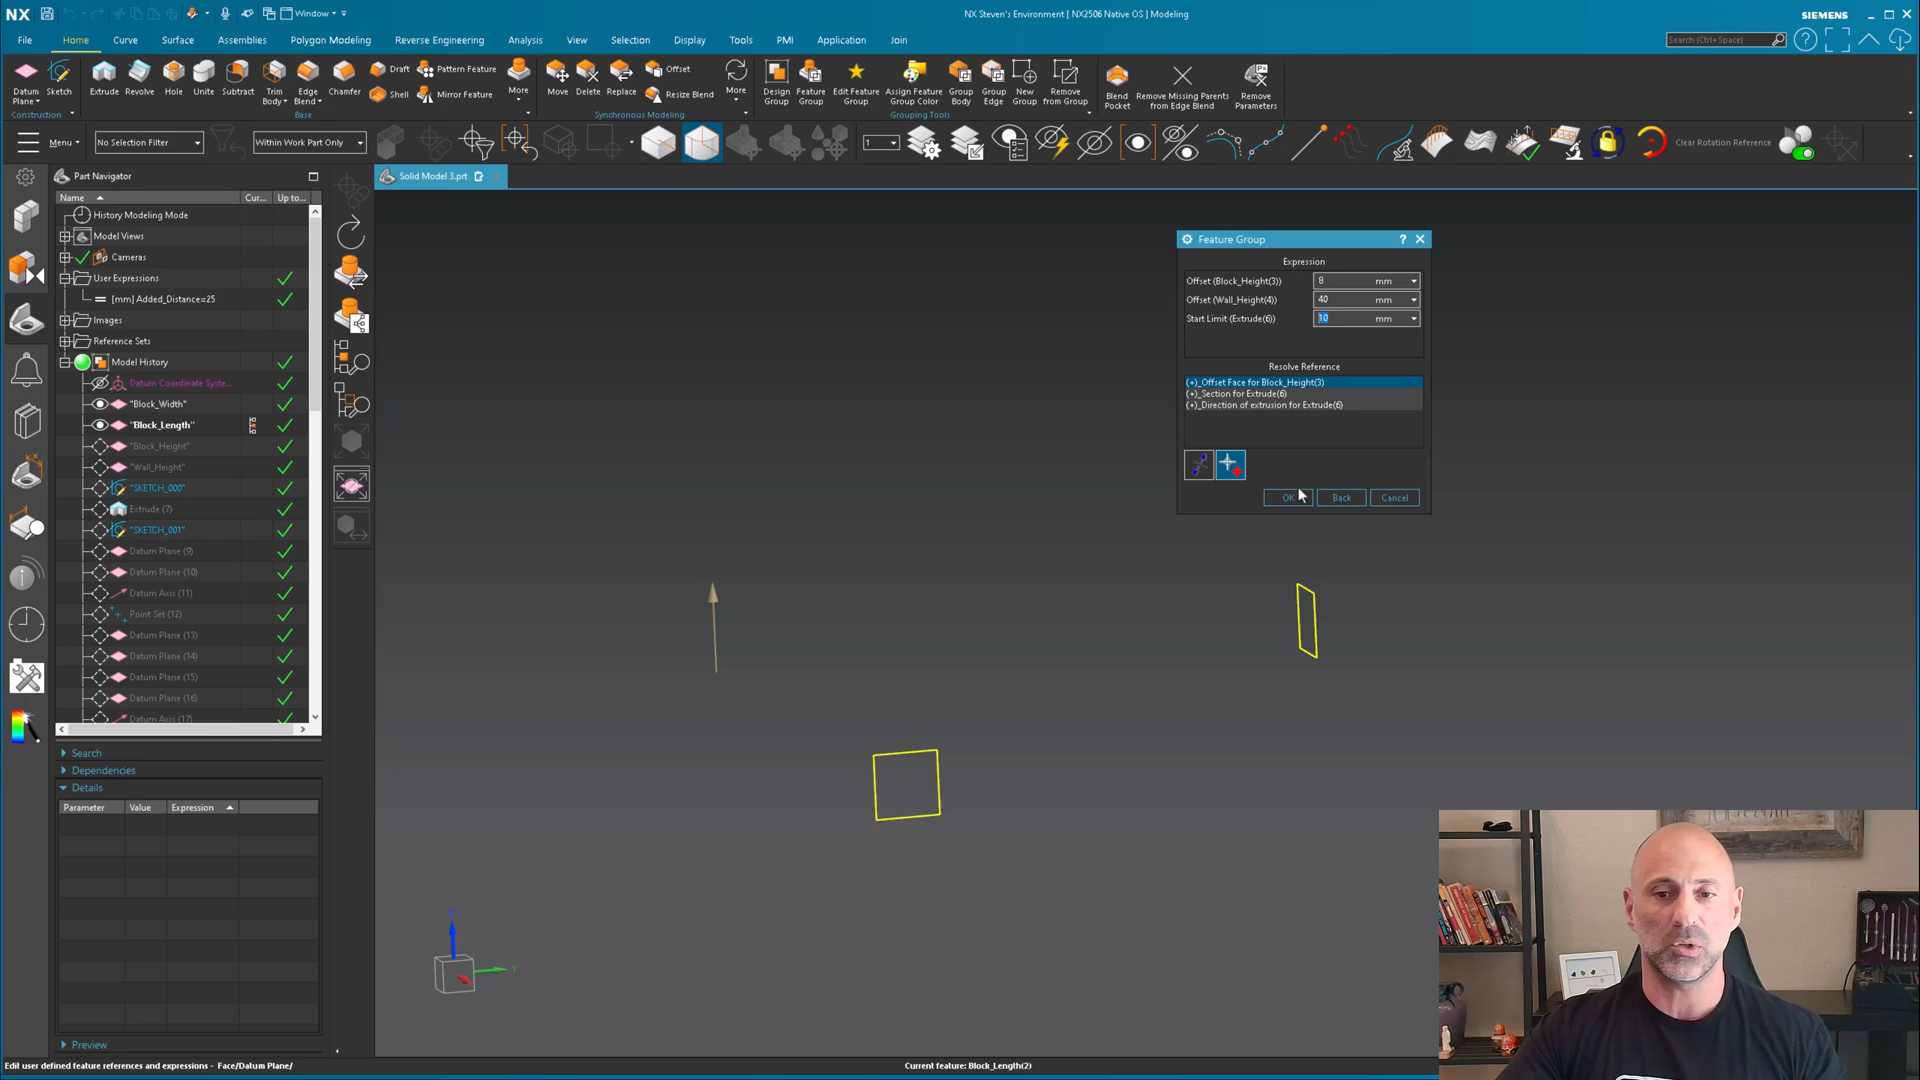 NX
Window
NX Steven's Environment [ NX2506 Native OS ] Modeling
SIEMENS
File Home Curve Surface Assemblies Polygon Modeling Reverse Engineering Analysis View Selection Display Tools PMI Application Join
Search (Ctrl+Space)
Datum Plane
Sketch
Construction
Extrude
Revolve
Hole
Unite
Subtract
Trim Body
Edge Blend
Chamfer
Draft
Shell
Pattern Feature
Mirror Feature
More
Base
Move
Delete
Replace
Offset
Resize Blend
More
Synchronous Modeling
Design Group
Feature Group
Edit Feature Group
Assign Feature Group Color
Group Body
Group Edge
New Group
Remove from Group
Grouping Tools
Blend Pocket
Remove Missing Parents from Edge Blend
Remove Parameters
Menu
No Selection Filter
Within Work Part Only
1
Clear Rotation Reference
Part Navigator
Solid Model 3.prt
Name Cur... Up to...
History Modeling Mode
Model Views
Cameras
User Expressions
[mm] Added_Distance=25
Images
Reference Sets
Model History
Datum Coordinate Syste...
"Block_Width"
"Block_Length"
"Block_Height"
"Wall_Height"
"SKETCH_000"
Extrude (7)
"SKETCH_001"
Datum Plane (9)
Datum Plane (10)
Datum Axis (11)
Point Set (12)
Datum Plane (13)
Datum Plane (14)
Datum Plane (15)
Datum Plane (16)
Datum Axis (17)
Search
Dependencies
Details
Parameter Value Expression
Preview
Feature Group
Expression
Offset (Block_Height(3)) 8 mm
Offset (Wall_Height(4)) 40 mm
Start Limit (Extrude(6)) 10 mm
Resolve Reference
(+)_Offset Face for Block_Height(3)
(+)_Section for Extrude(6)
(+)_Direction of extrusion for Extrude(6)
OK Back Cancel
Y
Edit user defined feature references and expressions - Face/Datum Plane/
Current feature: Block_Length(2)